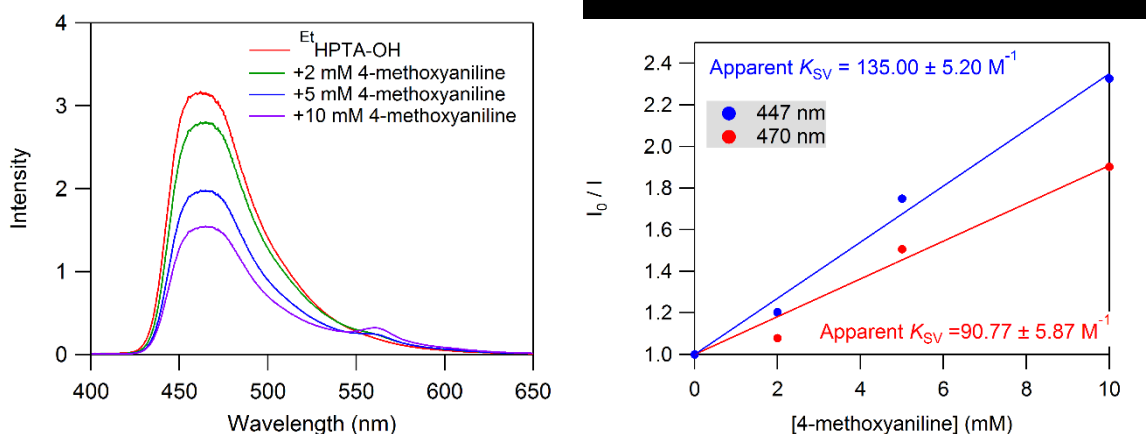 4
3
2
1
0
Intensity
400
450
500
550
600
650
Wavelength (nm)
EtHPTA-OH
+2 mM 4-methoxyaniline
+5 mM 4-methoxyaniline
+10 mM 4-methoxyaniline
2.4
2.2
2.0
1.8
1.6
1.4
1.2
1.0
I0 / I
Apparent KSV = 135.00 ± 5.20 M-1
447 nm
470 nm
Apparent KSV =90.77 ± 5.87 M-1
0
2
4
6
8
10
[4-methoxyaniline] (mM)